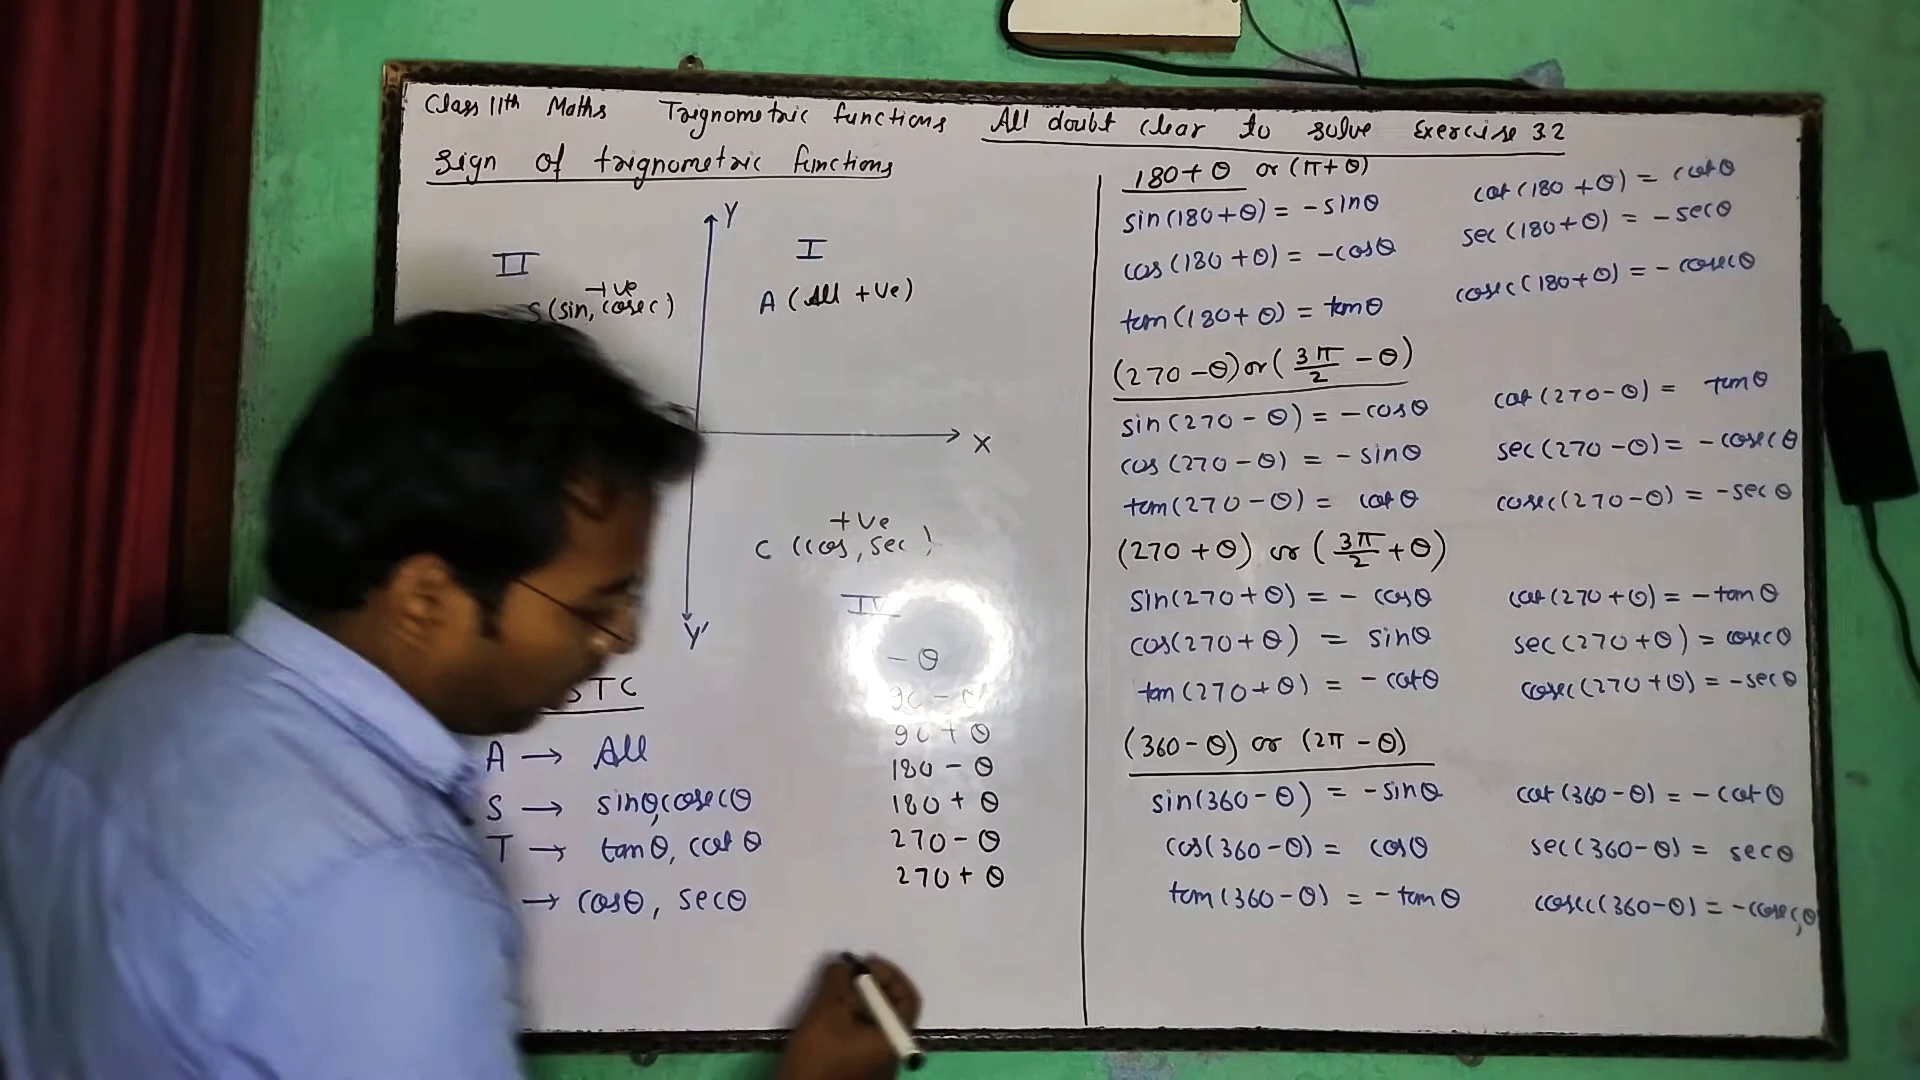 Class 11th Maths Trignometric functions All doubt clear to solve Exercise 3.2
Sign of trignometric functions
Y
II
I
+ve
S (sin, cosec)
A (All +ve)
X
+ve
C (cos, sec)
IV
Y'
STC
A → All
S → sinθ, cosecθ
T → tanθ, cotθ
→ cosθ, secθ
- θ
90 - θ
90 + θ
180 - θ
180 + θ
270 - θ
270 + θ
180 + θ or (π + θ)
sin(180+θ) = -sinθ
cos(180+θ) = -cosθ
tan(180+θ) = tanθ
cot(180+θ) = cotθ
sec(180+θ) = -secθ
cosec(180+θ) = -cosecθ
(270-θ) or (3π/2 - θ)
sin(270-θ) = -cosθ
cos(270-θ) = -sinθ
tan(270-θ) = cotθ
cot(270-θ) = tanθ
sec(270-θ) = -cosecθ
cosec(270-θ) = -secθ
(270+θ) or (3π/2 + θ)
sin(270+θ) = -cosθ
cos(270+θ) = sinθ
tan(270+θ) = -cotθ
cot(270+θ) = -tanθ
sec(270+θ) = cosecθ
cosec(270+θ) = -secθ
(360-θ) or (2π-θ)
sin(360-θ) = -sinθ
cos(360-θ) = cosθ
tan(360-θ) = -tanθ
cot(360-θ) = -cotθ
sec(360-θ) = secθ
cosec(360-θ) = -cosecθ